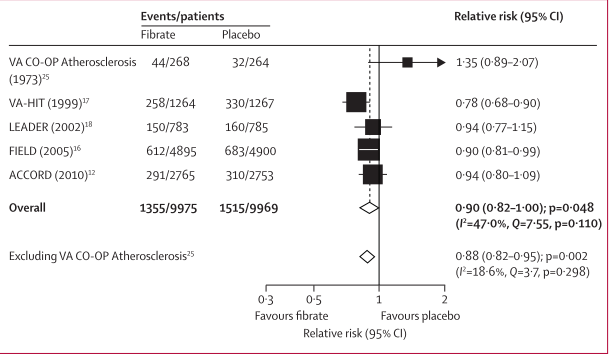 Events/patients Relative risk (95% CI)
Fibrate Placebo
VA CO-OP Atherosclerosis 44/268 32/264 1·35 (0·89–2·07)
(1973)²⁵
VA-HIT (1999)¹⁷ 258/1264 330/1267 0·78 (0·68–0·90)
LEADER (2002)¹⁸ 150/783 160/785 0·94 (0·77–1·15)
FIELD (2005)¹⁶ 612/4895 683/4900 0·90 (0·81–0·99)
ACCORD (2010)¹² 291/2765 310/2753 0·94 (0·80–1·09)
Overall 1355/9975 1515/9969 0·90 (0·82–1·00); p=0·048
(I²=47·0%, Q=7·55, p=0·110)
Excluding VA CO-OP Atherosclerosis²⁵ 0·88 (0·82–0·95); p=0·002
(I²=18·6%, Q=3·7, p=0·298)
0·3 0·5 1 2
Favours fibrate Favours placebo
Relative risk (95% CI)